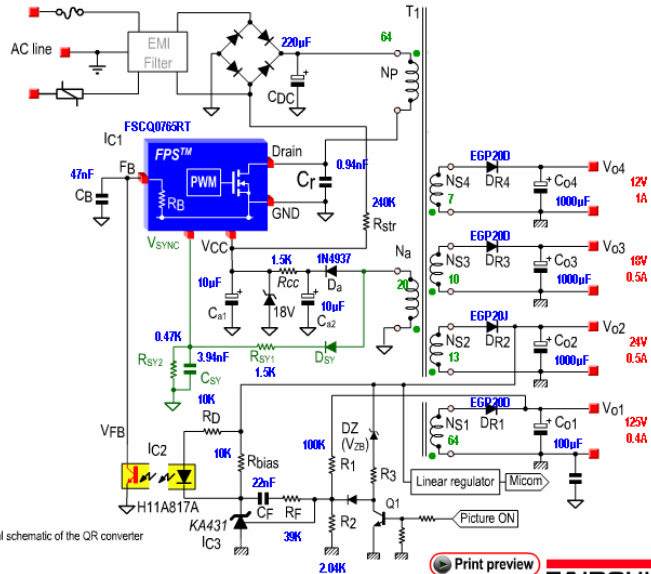 T1
AC line
EMI
Filter
220µF
CDC
64
NP
FSCQ0765RT
IC1
FPS™
Drain
PWM
47nF
FB
CB
RB
Cr
0.94nF
GND
VSYNC
VCC
240K
Rstr
EGP20D
NS4
7
DR4
Co4
1000µF
Vo4
12V
1A
1.5K
1N4937
Rcc
Da
10µF
Ca1
18V
10µF
Ca2
Na
20
EGP20D
NS3
10
DR3
Co3
1000µF
Vo3
18V
0.5A
0.47K
RSY2
3.94nF
CSY
RSY1
1.5K
DSY
EGP20J
NS2
13
DR2
Co2
1000µF
Vo2
24V
0.5A
10K
RD
VFB
IC2
H11A817A
10K
Rbias
22nF
CF
RF
39K
KA431
IC3
100K
R1
R2
2.04K
DZ
(VZB)
R3
Q1
EGP20D
NS1
64
DR1
Co1
100µF
Vo1
125V
0.4A
Linear regulator
Micom
Picture ON
al schematic of the QR converter
Print preview